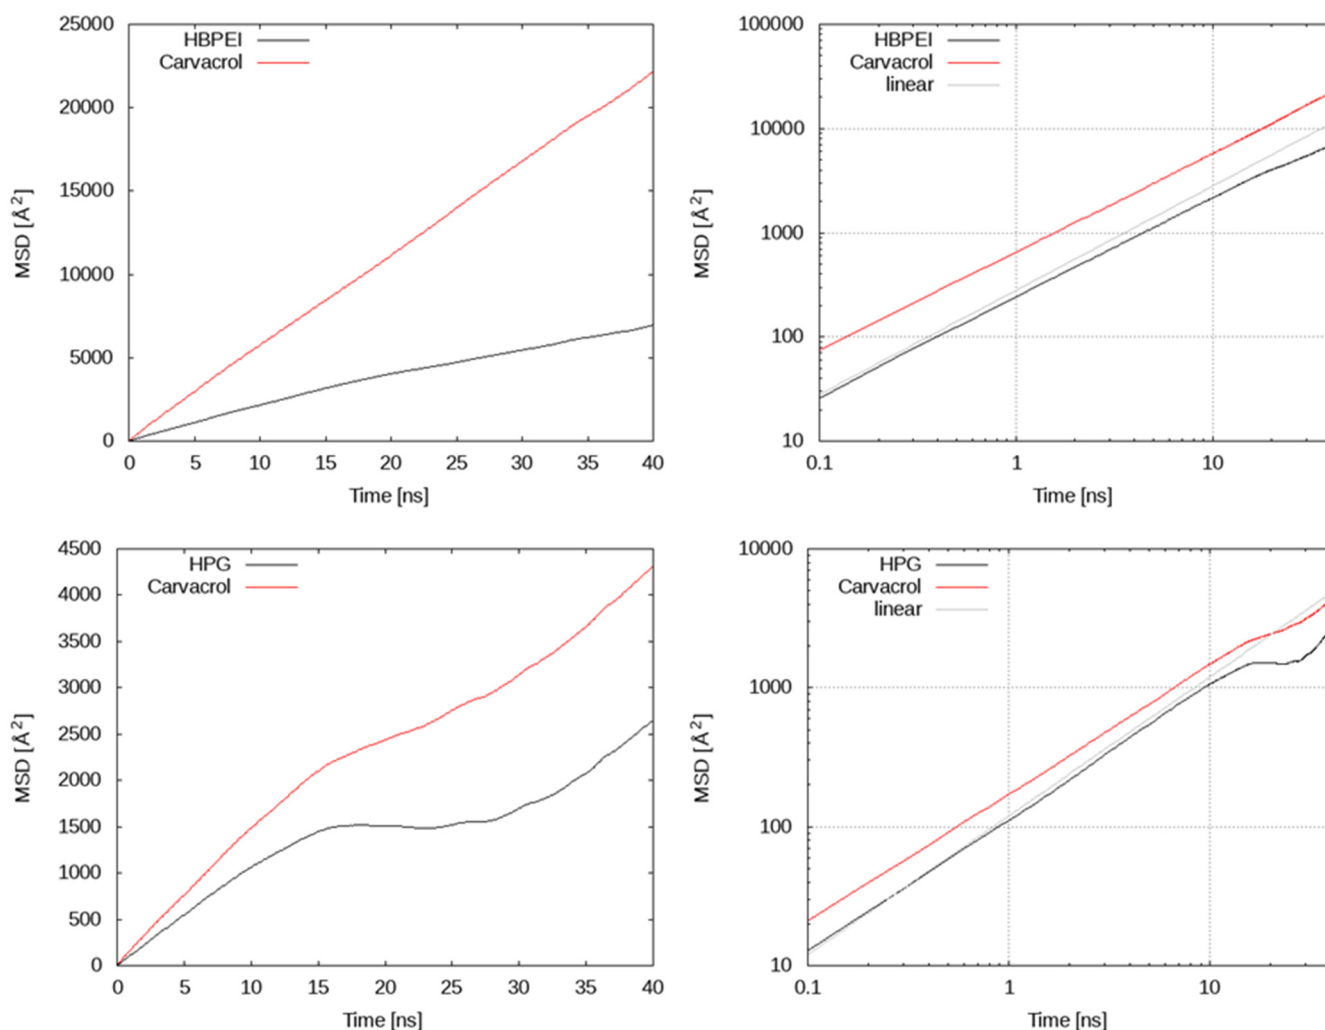 25000
20000
15000
10000
5000
0
MSD [Å²]
HBPEI
Carvacrol
0 5 10 15 20 25 30 35 40
Time [ns]
100000
10000
1000
100
10
MSD [Å²]
HBPEI
Carvacrol
linear
0.1 1 10
Time [ns]
4500
4000
3500
3000
2500
2000
1500
1000
500
0
MSD [Å²]
HPG
Carvacrol
0 5 10 15 20 25 30 35 40
Time [ns]
10000
1000
100
10
MSD [Å²]
HPG
Carvacrol
linear
0.1 1 10
Time [ns]